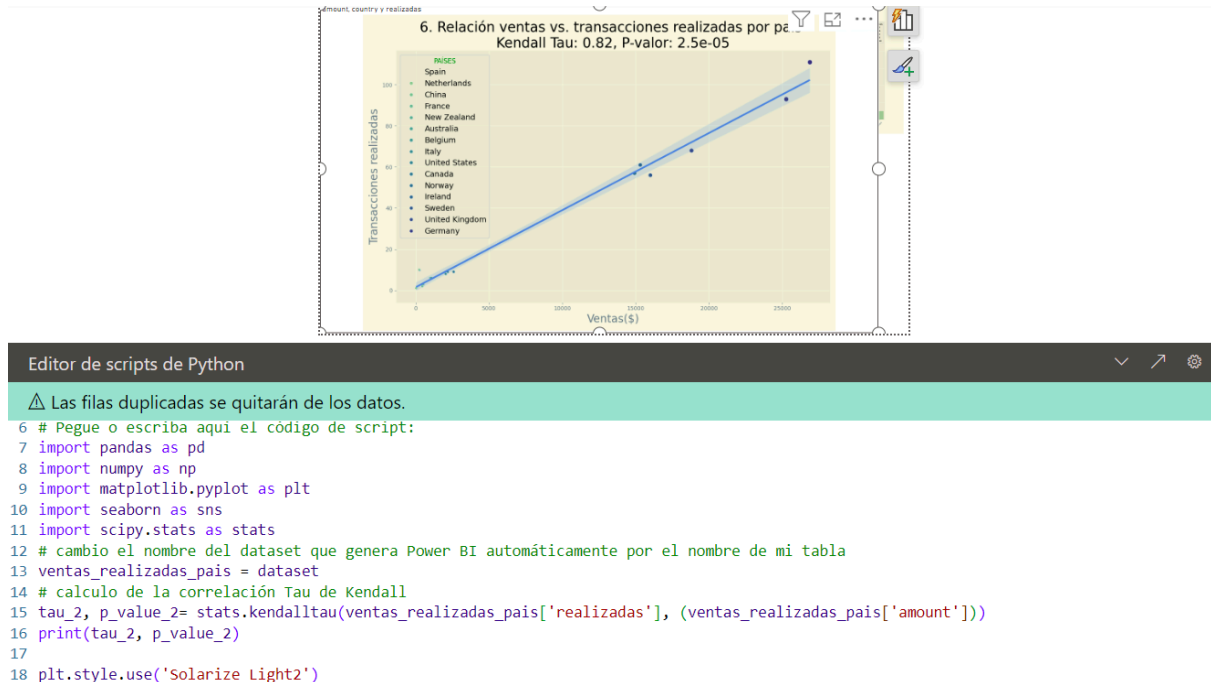 amount, country y realizadas
6. Relación ventas vs. transacciones realizadas por pa
Kendall Tau: 0.82, P-valor: 2.5e-05
PAÍSES
Spain
Netherlands
China
France
New Zealand
Australia
Belgium
Italy
United States
Canada
Norway
Ireland
Sweden
United Kingdom
Germany
Transacciones realizadas
100
80
60
40
20
0
0 5000 10000 15000 20000 25000
Ventas($)
Editor de scripts de Python
Las filas duplicadas se quitarán de los datos.
6 # Pegue o escriba aquí el código de script:
7 import pandas as pd
8 import numpy as np
9 import matplotlib.pyplot as plt
10 import seaborn as sns
11 import scipy.stats as stats
12 # cambio el nombre del dataset que genera Power BI automáticamente por el nombre de mi tabla
13 ventas_realizadas_pais = dataset
14 # calculo de la correlación Tau de Kendall
15 tau_2, p_value_2= stats.kendalltau(ventas_realizadas_pais['realizadas'], (ventas_realizadas_pais['amount']))
16 print(tau_2, p_value_2)
17
18 plt.style.use('Solarize_Light2')